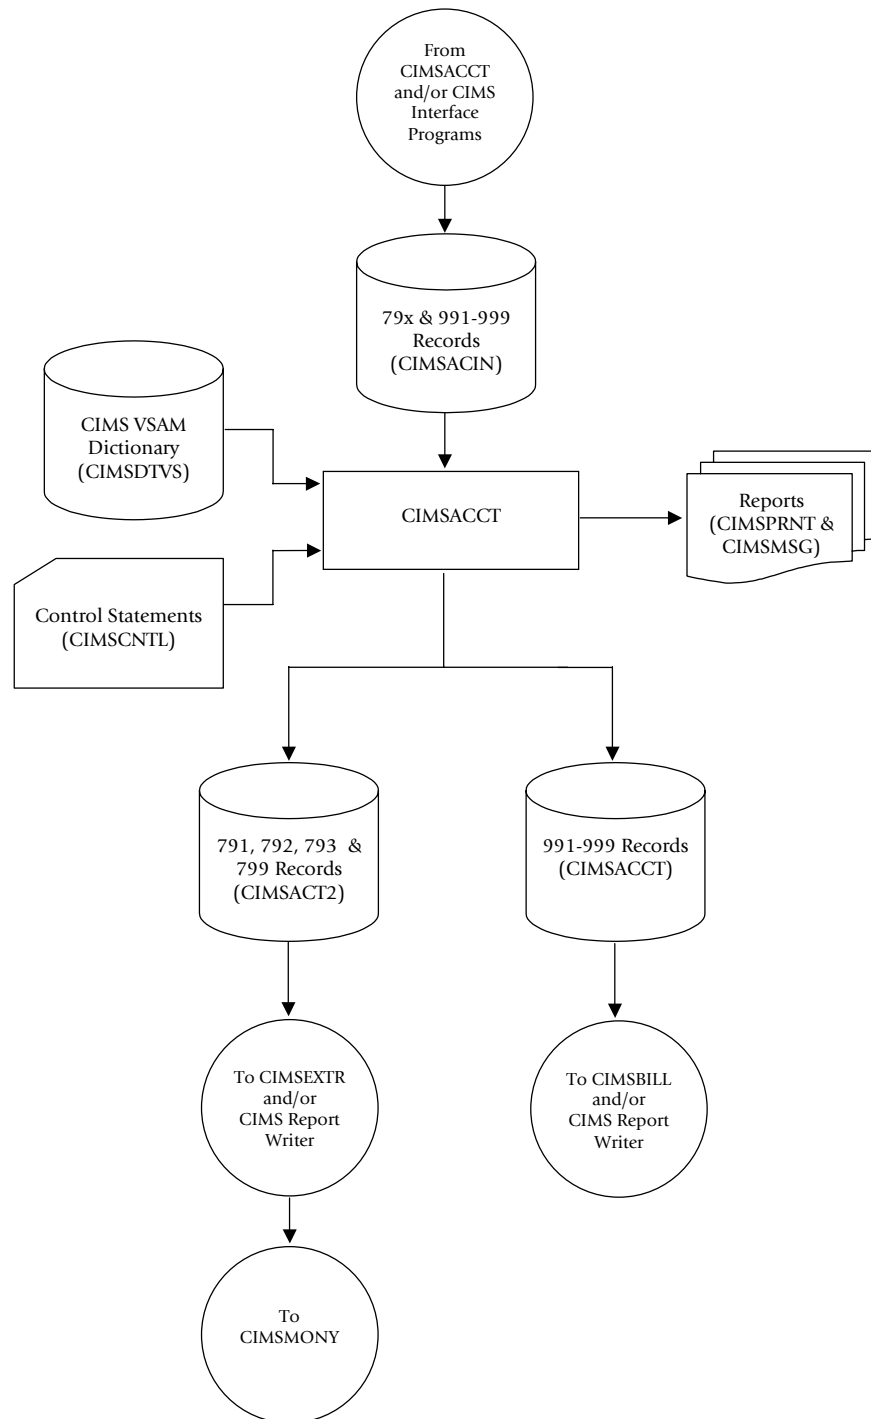 From
CIMSACCT
and/or CIMS
Interface
Programs
79x & 991-999
Records
(CIMSACIN)
CIMS VSAM
Dictionary
(CIMSDTVS)
CIMSACCT
Reports
(CIMSPRNT &
CIMSMSG)
Control Statements
(CIMSCNTL)
791, 792, 793 &
799 Records
(CIMSACT2)
991-999 Records
(CIMSACCT)
To CIMSEXTR
and/or
CIMS Report
Writer
To CIMSBILL
and/or
CIMS Report
Writer
To
CIMSMONY